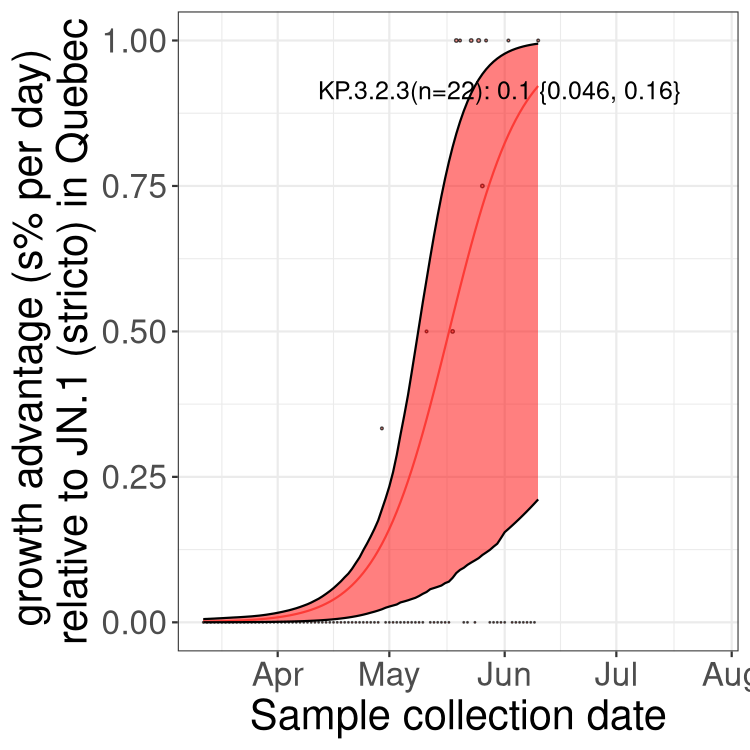 growth advantage (s% per day)
relative to JN.1 (stricto) in Quebec
1.00
0.75
0.50
0.25
0.00
KP.3.2.3(n=22): 0.1 {0.046, 0.16}
Apr May Jun Jul Aug
Sample collection date